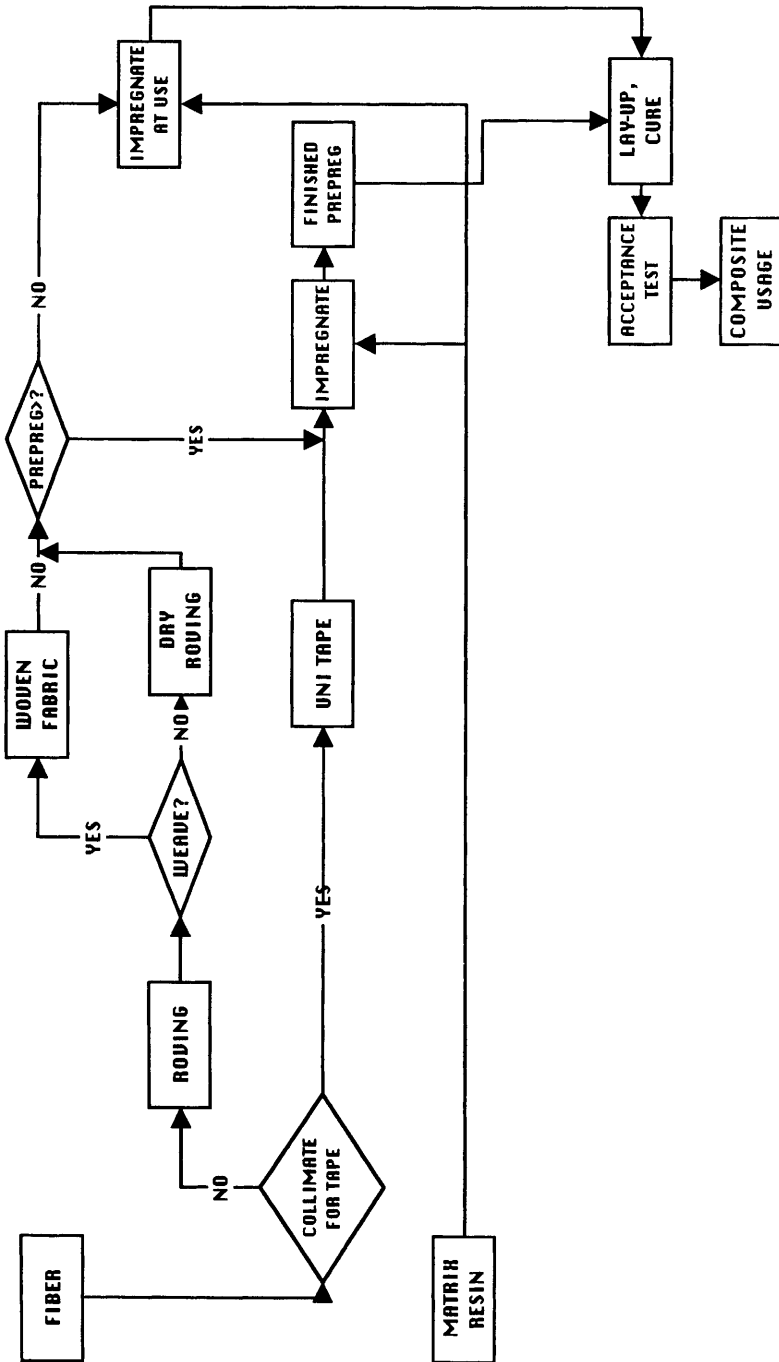 FIBER
COLLIMATE
FOR TAPE
NO
YES
ROVING
WEAVE?
YES
NO
WOVEN
FABRIC
DRY
ROVING
NO
PREPREG>?
NO
YES
UNI TAPE
IMPREGNATE
FINISHED
PREPREG
IMPREGNATE
AT USE
MATRIX
RESIN
LAY-UP,
CURE
ACCEPTANCE
TEST
COMPOSITE
USAGE